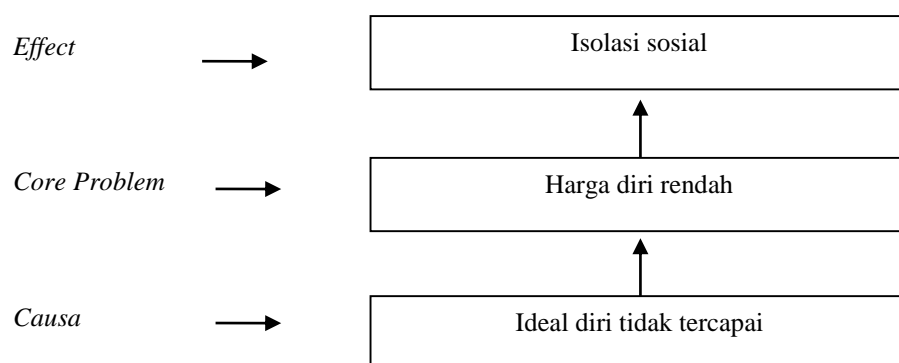 Effect
Isolasi sosial
Core Problem
Harga diri rendah
Causa
Ideal diri tidak tercapai